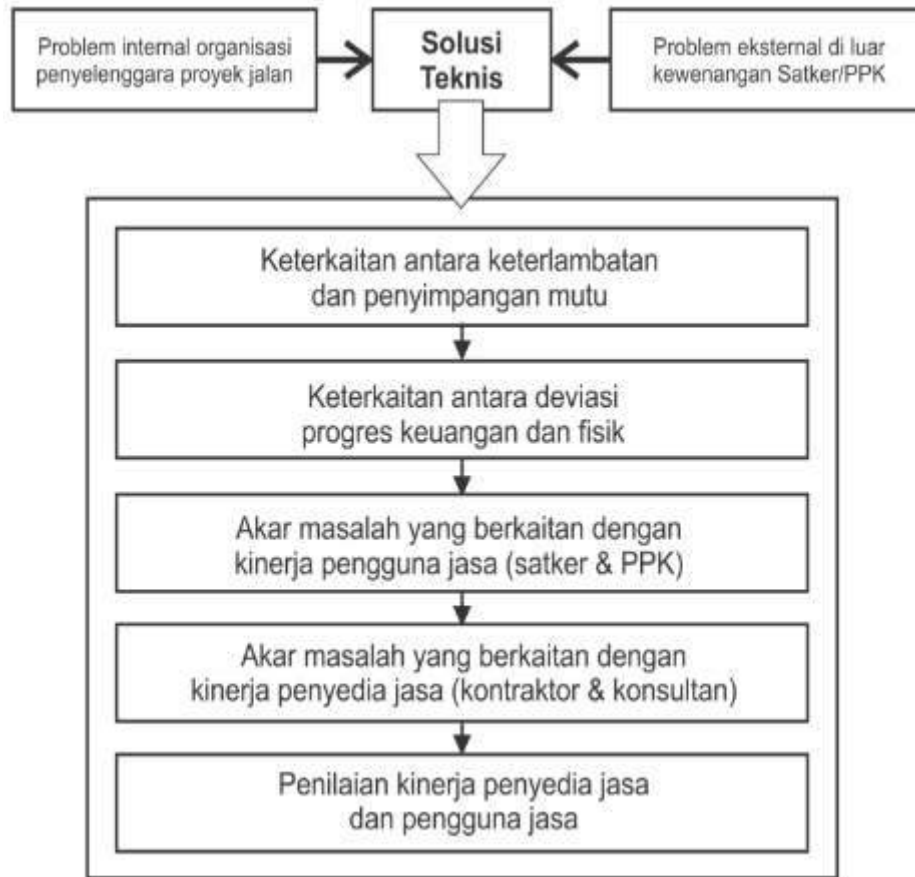 Problem internal organisasi
penyelenggara proyek jalan
Solusi
Teknis
Problem eksternal di luar
kewenangan Satker/PPK
Keterkaitan antara keterlambatan
dan penyimpangan mutu
Keterkaitan antara deviasi
progres keuangan dan fisik
Akar masalah yang berkaitan dengan
kinerja pengguna jasa (satker & PPK)
Akar masalah yang berkaitan dengan
kinerja penyedia jasa (kontraktor & konsultan)
Penilaian kinerja penyedia jasa
dan pengguna jasa